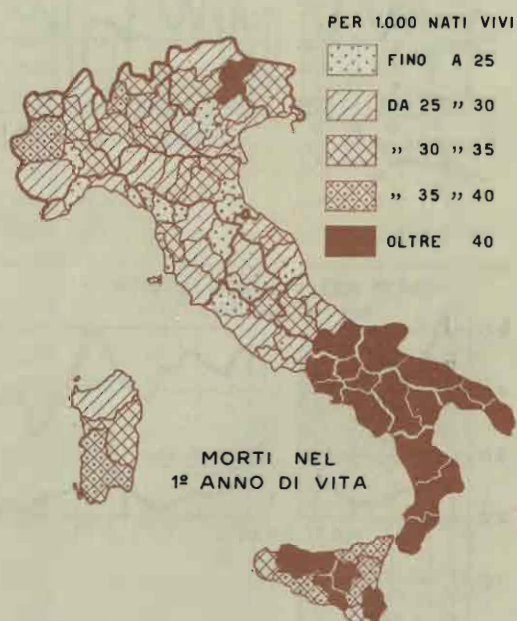 PER 1.000 NATI VIVI
FINO A 25
DA 25 ,, 30
,, 30 ,, 35
,, 35 ,, 40
OLTRE 40
MORTI NEL
1º ANNO DI VITA